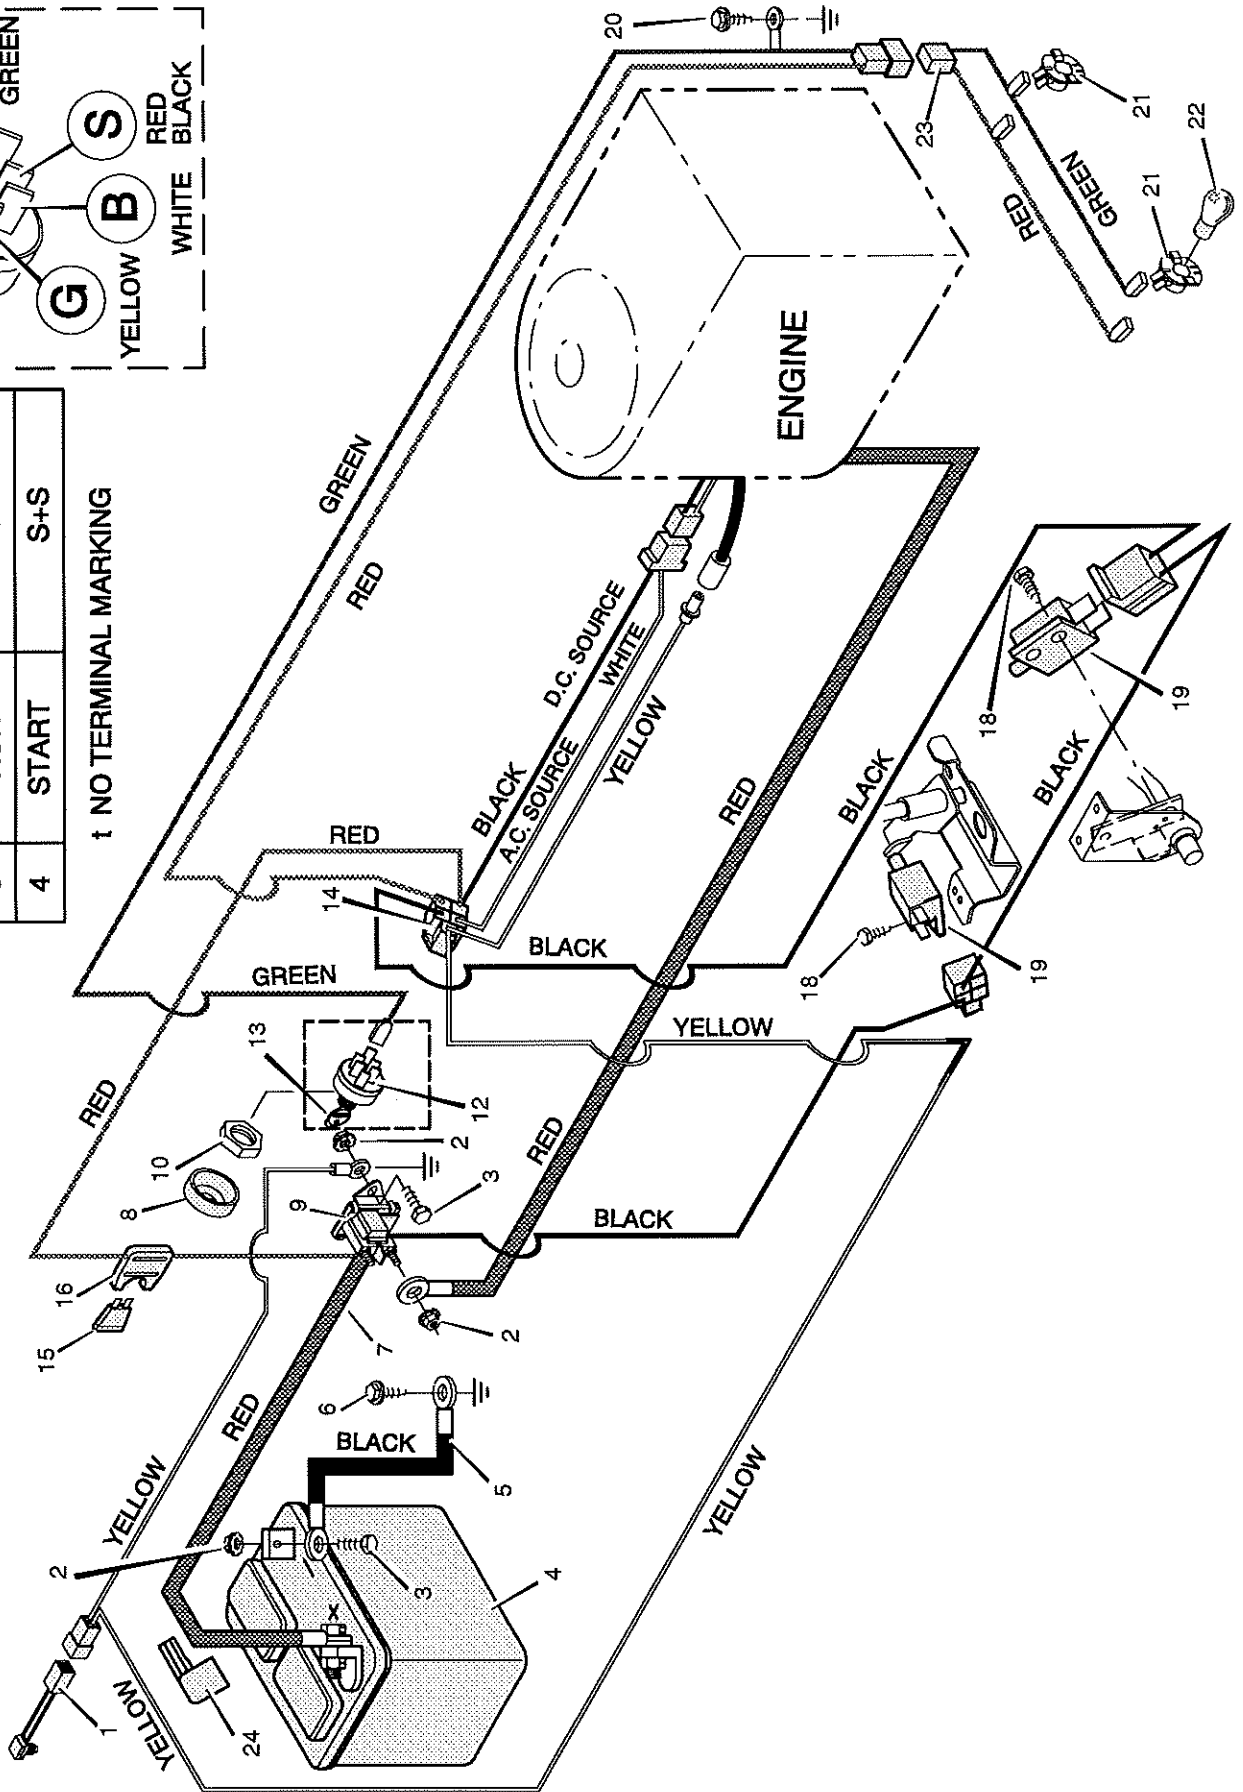 4 START S+S
t NO TERMINAL MARKING
G
B
S
YELLOW
WHITE
RED
BLACK
GREEN
1
YELLOW
YELLOW
24
2
3
4
BLACK
5
6
RED
7
15
16
8
10
9
2
3
2
13
12
RED
GREEN
RED
GREEN
RED
14
BLACK
A.C. SOURCE
D.C. SOURCE
WHITE
YELLOW
ENGINE
20
23
RED
GREEN
21
21
22
BLACK
YELLOW
RED
RED
BLACK
YELLOW
BLACK
BLACK
18
19
18
19